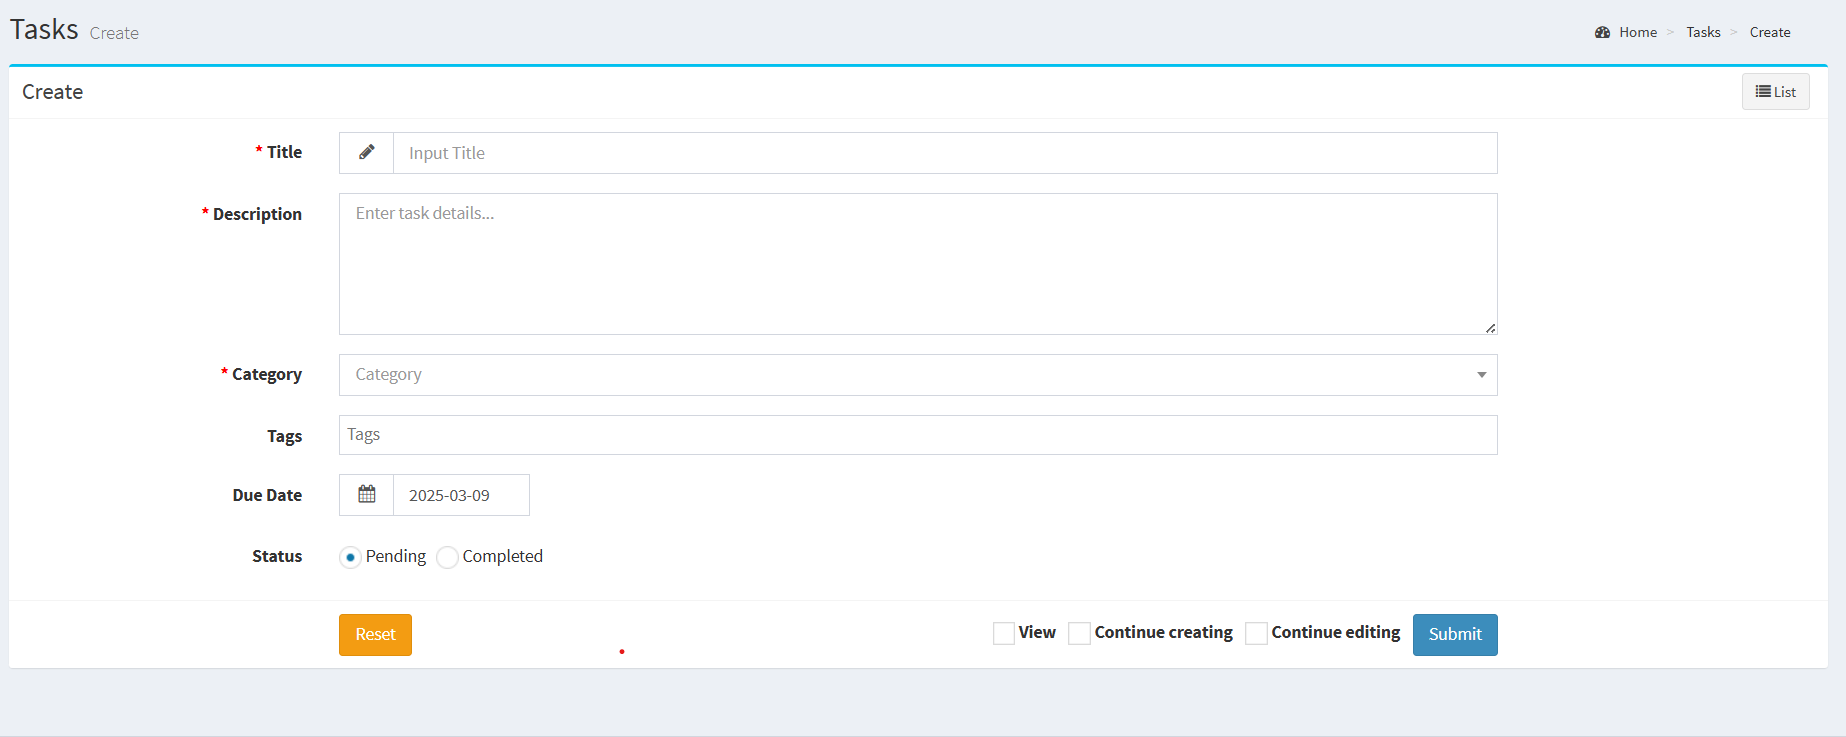 Tasks Create
Home > Tasks > Create
Create
List
* Title
Input Title
* Description
Enter task details...
* Category
Category
Tags
Tags
Due Date
2025-03-09
Status
Pending Completed
Reset
View Continue creating Continue editing Submit